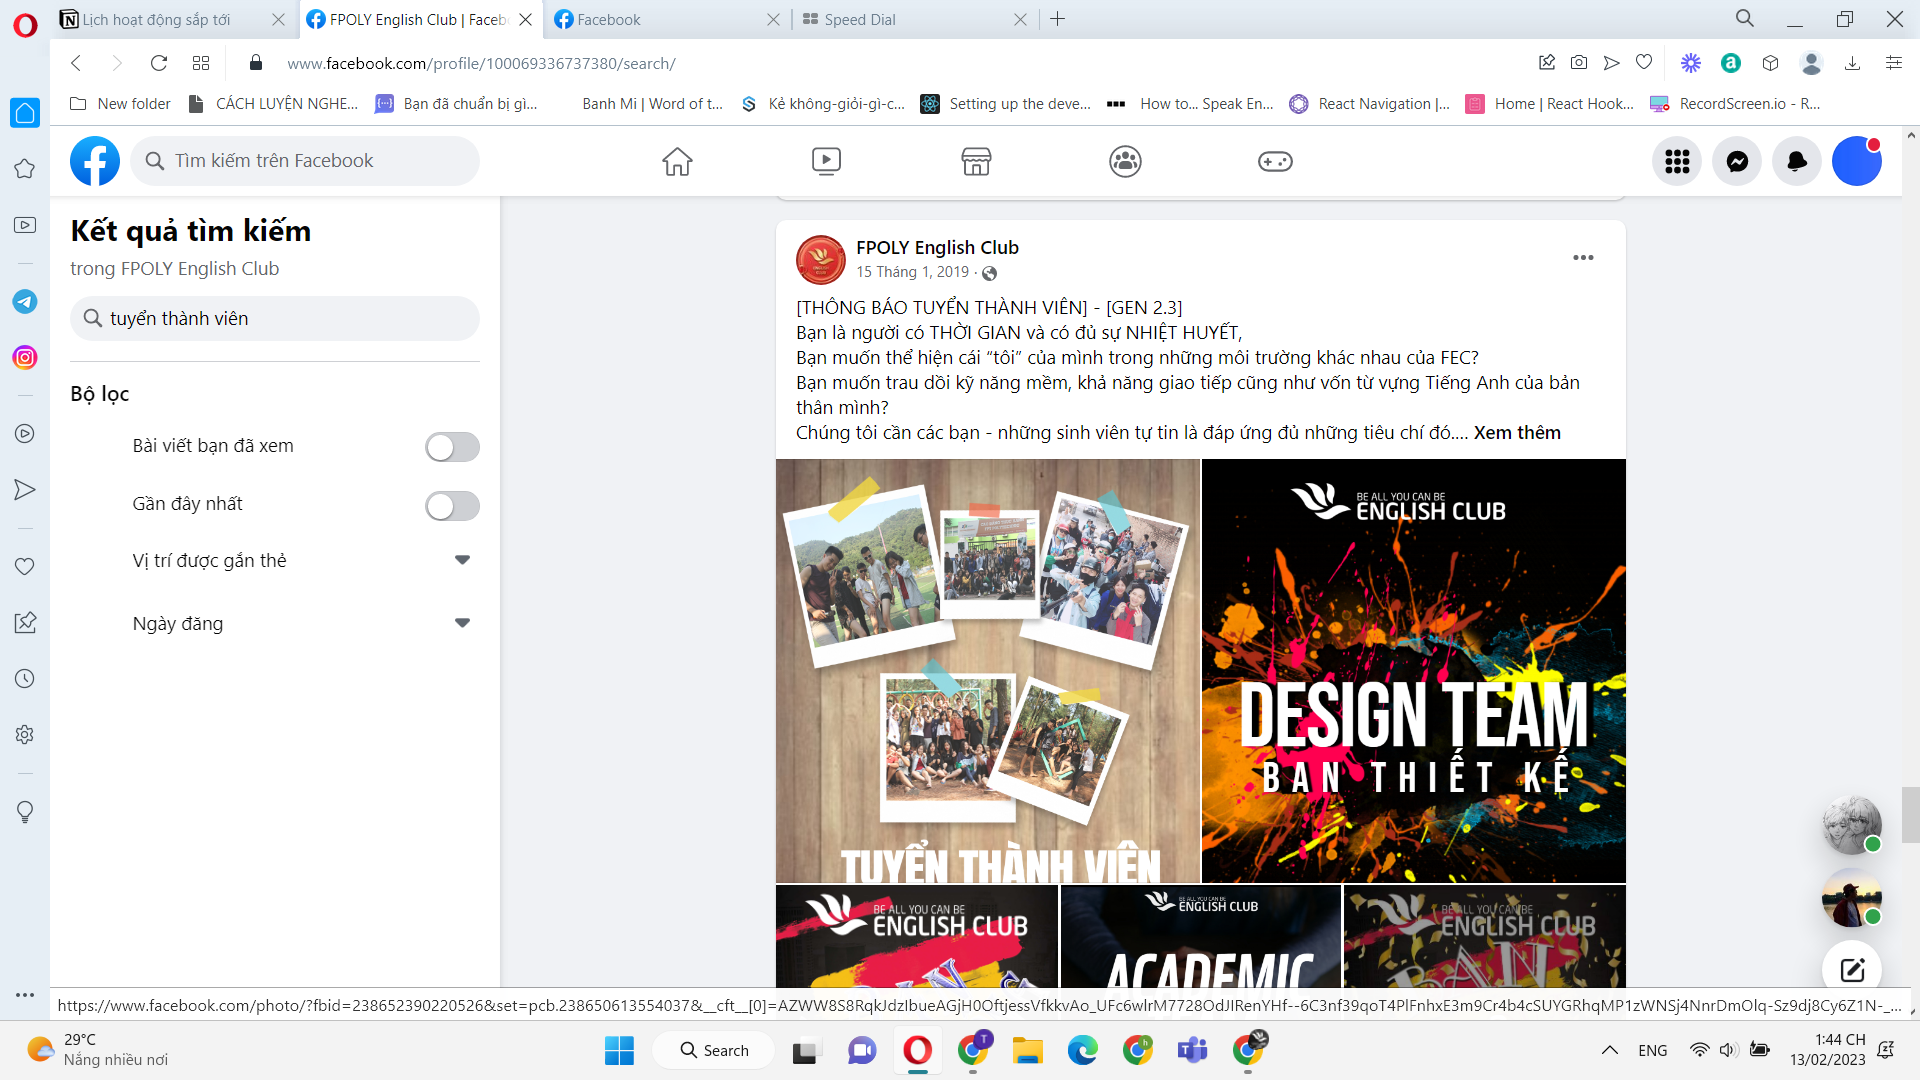 Lịch hoạt động sắp tới
FPOLY English Club | Faceb
Facebook
Speed Dial
www.facebook.com/profile/100069336737380/search/
New folder
CÁCH LUYỆN NGHE...
Bạn đã chuẩn bị gì...
Banh Mi | Word of t...
Kẻ không-giỏi-gì-c...
Setting up the deve...
How to... Speak En...
React Navigation |...
Home | React Hook...
RecordScreen.io - R...
Tìm kiếm trên Facebook
Kết quả tìm kiếm
trong FPOLY English Club
tuyển thành viên
Bộ lọc
Bài viết bạn đã xem
Gần đây nhất
Vị trí được gắn thẻ
Ngày đăng
FPOLY English Club
15 Tháng 1, 2019 ·
[THÔNG BÁO TUYỂN THÀNH VIÊN] - [GEN 2.3]
Bạn là người có THỜI GIAN và có đủ sự NHIỆT HUYẾT,
Bạn muốn thể hiện cái “tôi” của mình trong những môi trường khác nhau của FEC?
Bạn muốn trau dồi kỹ năng mềm, khả năng giao tiếp cũng như vốn từ vựng Tiếng Anh của bản
thân mình?
Chúng tôi cần các bạn - những sinh viên tự tin là đáp ứng đủ những tiêu chí đó.... Xem thêm
TUYỂN THÀNH VIÊN
BE ALL YOU CAN BE
ENGLISH CLUB
DESIGN TEAM
BAN THIẾT KẾ
BE ALL YOU CAN BE
ENGLISH CLUB
BE ALL YOU CAN BE
ENGLISH CLUB
ACADEMIC
BE ALL YOU CAN BE
ENGLISH CLUB
BAN
https://www.facebook.com/photo/?fbid=238652390220526&set=pcb.238650613554037&__cft__[0]=AZWW8S8RqkJdzIbueAGjH0OftjessVfkkvAo_UFc6wlrM7728OdJIRenYHf--6C3nf39qoT4PlFnhxE3m9Cr4b4cSUYGRhqMP1zWNSj4NnrDmOlq-Sz9dj8Cy6Z1N-_...
29°C
Nắng nhiều nơi
Search
ENG
1:44 CH
13/02/2023